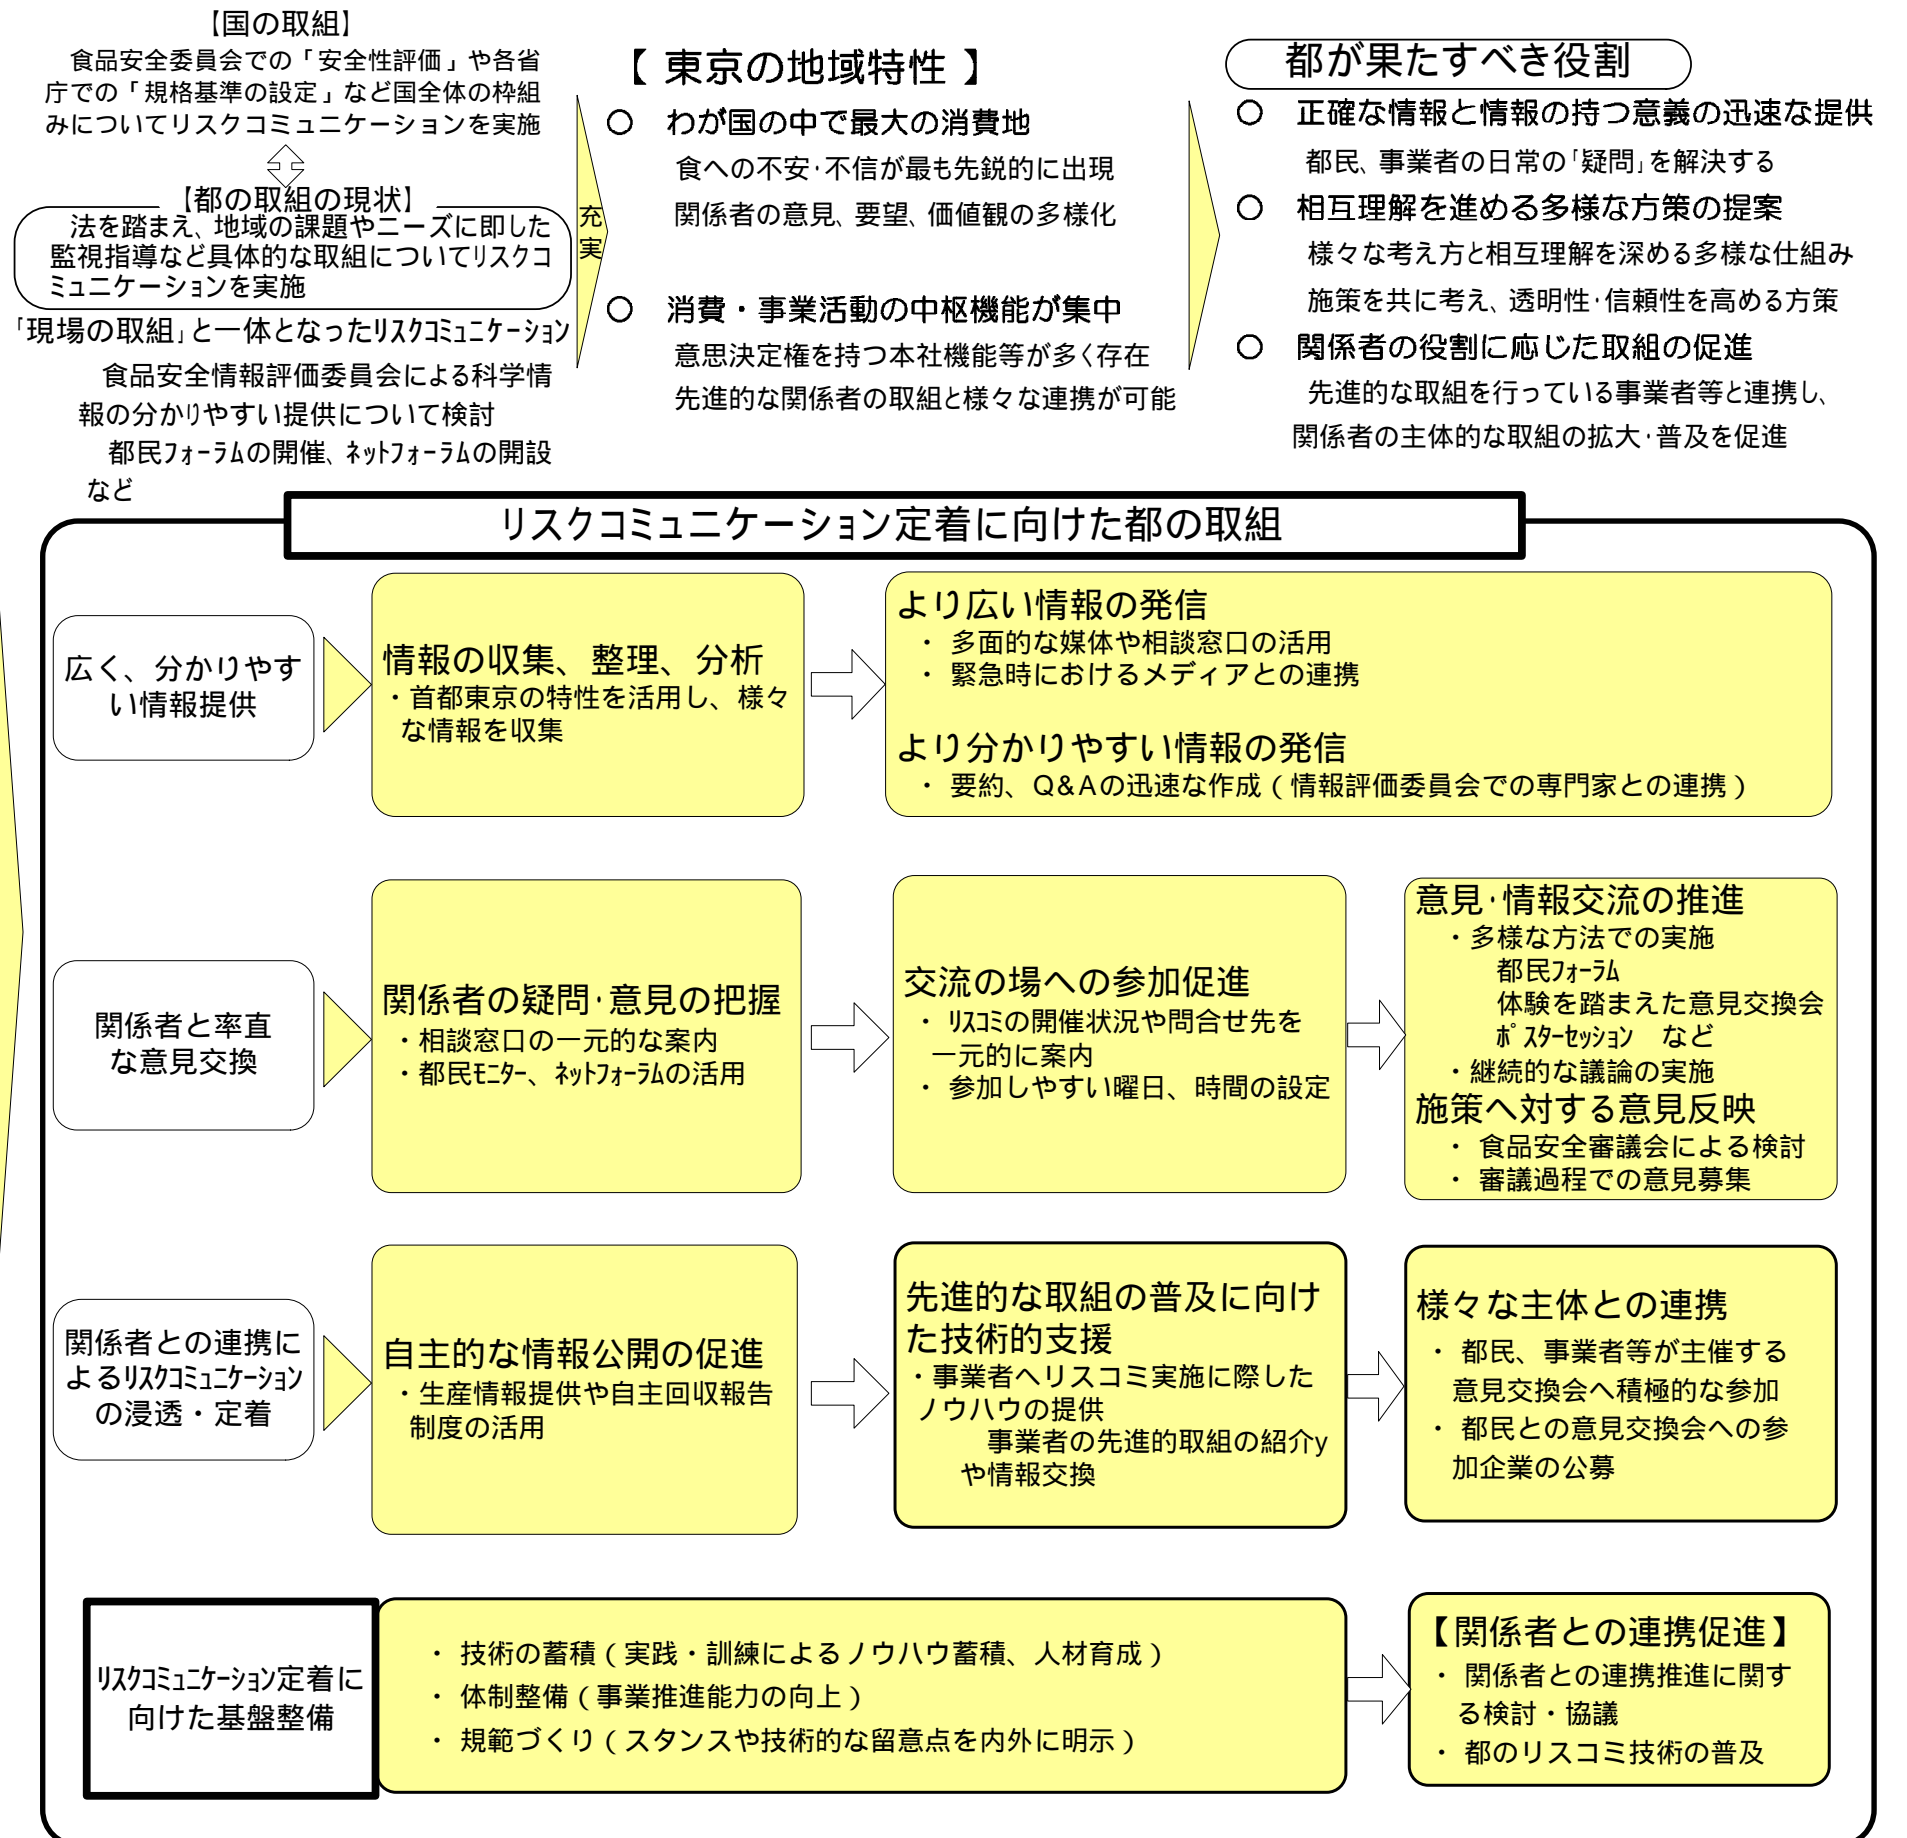 【国の取組】
食品安全委員会での「安全性評価」や各省
庁での「規格基準の設定」など国全体の枠組
みについてリスクコミュニケーションを実施
【都の取組の現状】
法を踏まえ、地域の課題やニーズに即した
監視指導など具体的な取組についてリスクコ
ミュニケーションを実施
「現場の取組」と一体となったリスクコミュニケーション
食品安全情報評価委員会による科学情
報の分かりやすい提供について検討
都民フォーラムの開催、ネットフォーラムの開設
など
充
実
【 東京の地域特性 】
○ わが国の中で最大の消費地
食への不安・不信が最も先鋭的に出現
関係者の意見、要望、価値観の多様化
○ 消費・事業活動の中枢機能が集中
意思決定権を持つ本社機能等が多く存在
先進的な関係者の取組と様々な連携が可能
都が果たすべき役割
○ 正確な情報と情報の持つ意義の迅速な提供
都民、事業者の日常の「疑問」を解決する
○ 相互理解を進める多様な方策の提案
様々な考え方と相互理解を深める多様な仕組み
施策を共に考え、透明性・信頼性を高める方策
○ 関係者の役割に応じた取組の促進
先進的な取組を行っている事業者等と連携し、
関係者の主体的な取組の拡大・普及を促進
リスクコミュニケーション定着に向けた都の取組
広く、分かりやす
い情報提供
情報の収集、整理、分析
・首都東京の特性を活用し、様々
な情報を収集
より広い情報の発信
・ 多面的な媒体や相談窓口の活用
・ 緊急時におけるメディアとの連携
より分かりやすい情報の発信
・ 要約、Q&Aの迅速な作成(情報評価委員会での専門家との連携)
関係者と率直
な意見交換
関係者の疑問・意見の把握
・相談窓口の一元的な案内
・都民モニター、ネットフォーラムの活用
交流の場への参加促進
・ リスコミの開催状況や問合せ先を
一元的に案内
・ 参加しやすい曜日、時間の設定
意見・情報交流の推進
・多様な方法での実施
都民フォーラム
体験を踏まえた意見交換会
ポスターセッション など
・継続的な議論の実施
施策へ対する意見反映
・ 食品安全審議会による検討
・ 審議過程での意見募集
関係者との連携に
よるリスクコミュニケーション
の浸透・定着
自主的な情報公開の促進
・生産情報提供や自主回収報告
制度の活用
先進的な取組の普及に向け
た技術的支援
・事業者へリスコミ実施に際した
ノウハウの提供
事業者の先進的取組の紹介y
や情報交換
様々な主体との連携
・ 都民、事業者等が主催する
意見交換会へ積極的な参加
・ 都民との意見交換会への参
加企業の公募
リスクコミュニケーション定着に
向けた基盤整備
・ 技術の蓄積(実践・訓練によるノウハウ蓄積、人材育成)
・ 体制整備(事業推進能力の向上)
・ 規範づくり(スタンスや技術的な留意点を内外に明示)
【関係者との連携促進】
・ 関係者との連携推進に関す
る検討・協議
・ 都のリスコミ技術の普及